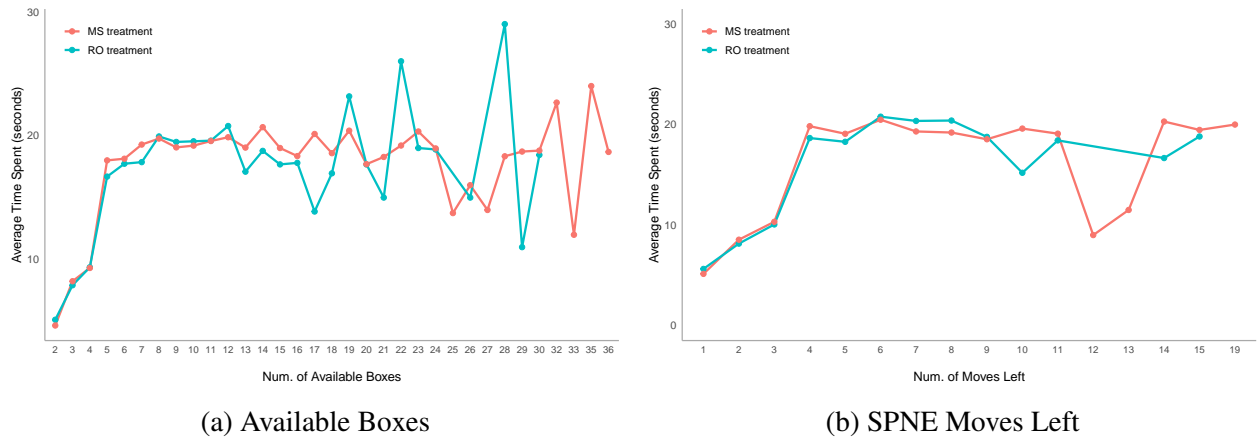 30
20
10
Average Time Spent (seconds)
MS treatment
RO treatment
2 3 4 5 6 7 8 9 10 11 12 13 14 15 16 17 18 19 20 21 22 23 24 25 26 27 28 29 30 32 33 35 36
Num. of Available Boxes
(a) Available Boxes
30
20
10
0
Average Time Spent (seconds)
MS treatment
RO treatment
1 2 3 4 5 6 7 8 9 10 11 12 13 14 15 19
Num. of Moves Left
(b) SPNE Moves Left